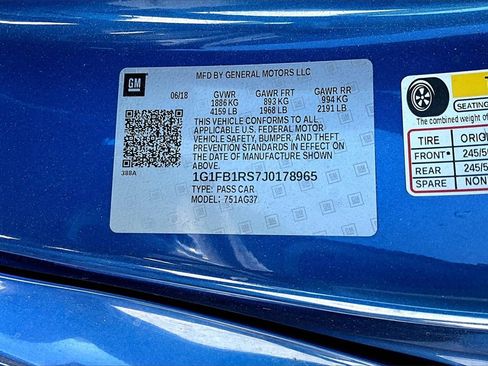 GM
MFD BY GENERAL MOTORS LLC
06/18
GVWR GAWR FRT GAWR RR
1886 KG 893 KG 994 KG
4159 LB 1968 LB 2191 LB
THIS VEHICLE CONFORMS TO ALL
APPLICABLE U.S. FEDERAL MOTOR
VEHICLE SAFETY, BUMPER, AND THEFT
PREVENTION STANDARDS IN EFFECT ON
THE DATE OF MANUFACTURE SHOWN
ABOVE.
388A
1G1FB1RS7J0178965
TYPE: PASS CAR
MODEL: 751AG37
SEATING
The combined weight of
TIRE ORIGI
FRONT* 245/5
REAR 245/5
SPARE NON